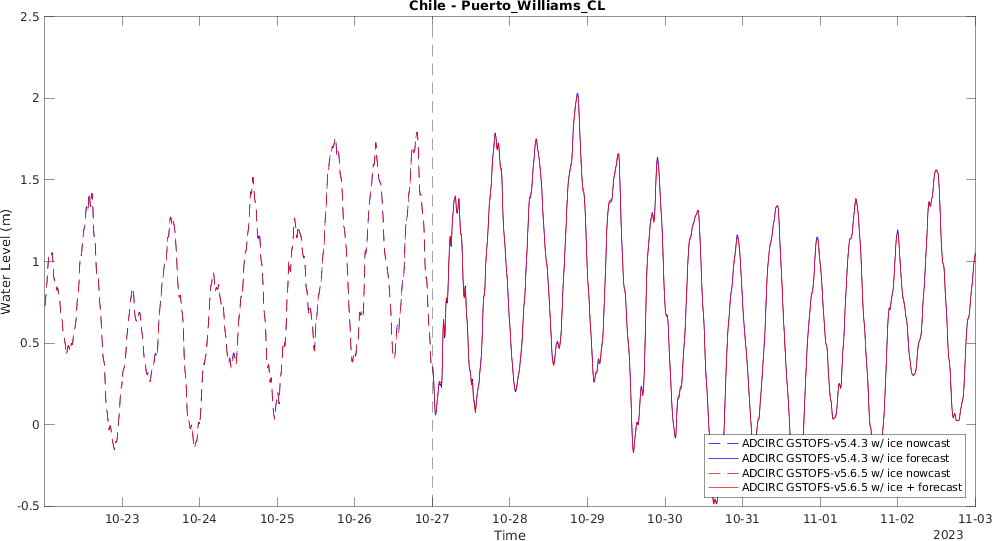 Chile - Puerto_Williams_CL
2.5
2
1.5
1
0.5
0
-0.5
Water Level (m)
ADCIRC GSTOFS-v5.4.3 w/ ice nowcast
ADCIRC GSTOFS-v5.4.3 w/ ice forecast
ADCIRC GSTOFS-v5.6.5 w/ ice nowcast
ADCIRC GSTOFS-v5.6.5 w/ ice + forecast
10-23 10-24 10-25 10-26 10-27 10-28 10-29 10-30 10-31 11-01 11-02 11-03
Time
2023